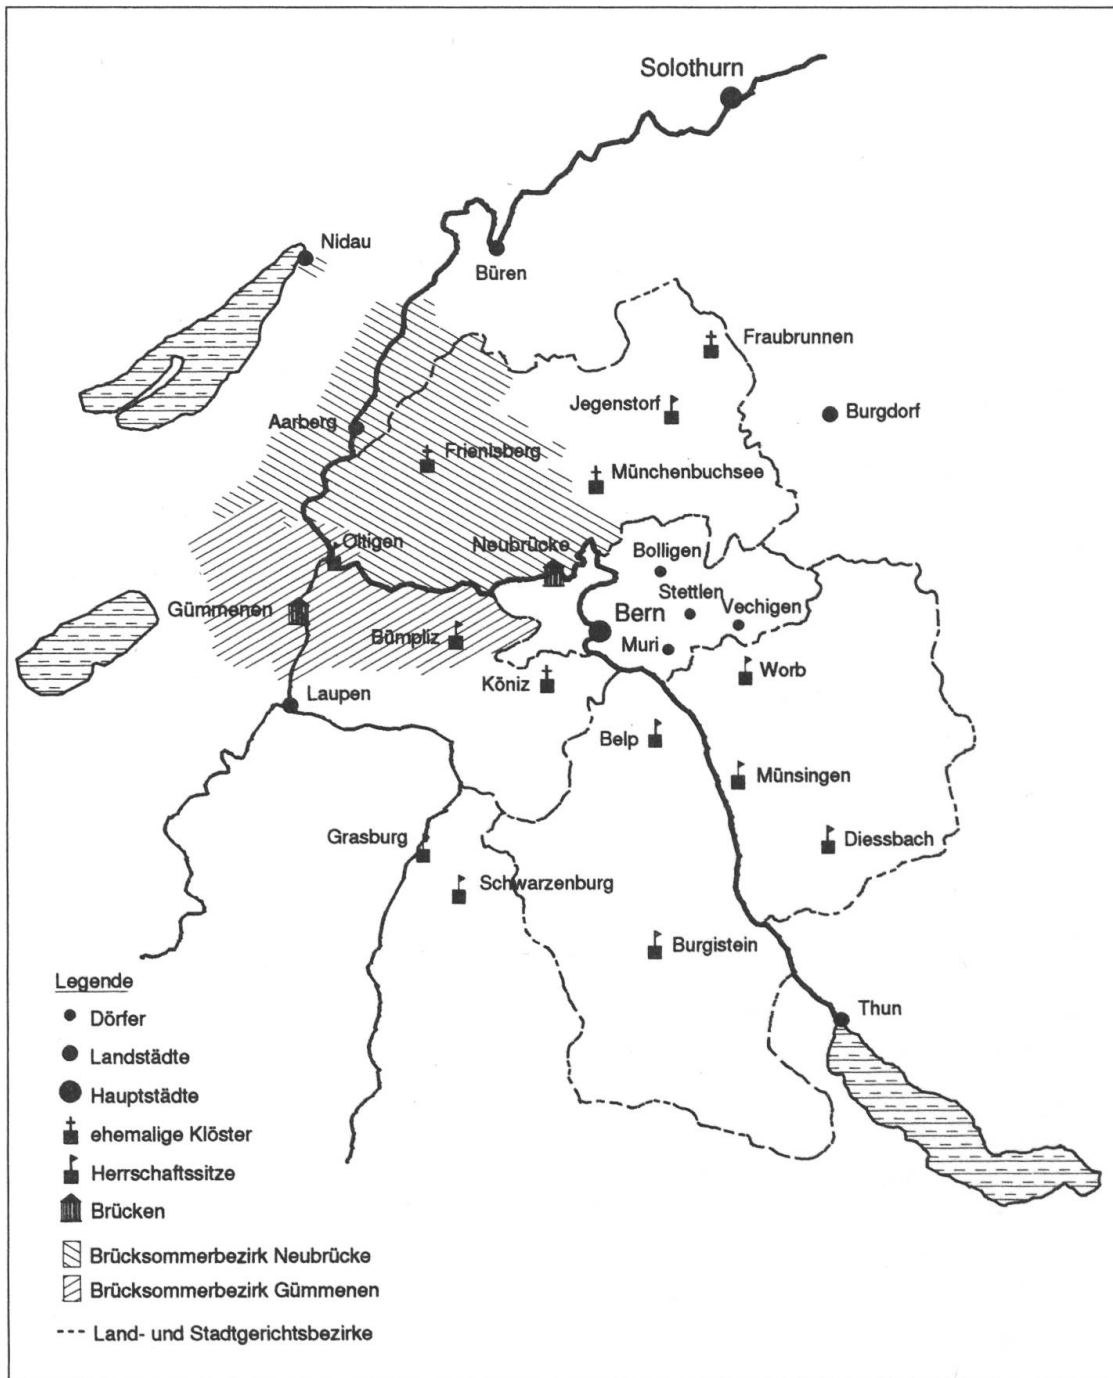 Solothurn
Nidau
Büren
Fraubrunnen
Jegenstorf
Burgdorf
Aarberg
Frienisberg
Münchenbuchsee
Oltigen
Neubrücke
Bolligen
Stettlen
Vechigen
Gümmenen
Bern
Bümpliz
Muri
Worb
Köniz
Laupen
Belp
Münsingen
Grasburg
Diessbach
Schwarzenburg
Burgistein
Thun
Legende
Dörfer
Landstädte
Hauptstädte
ehemalige Klöster
Herrschaftssitze
Brücken
Brücksommerbezirk Neubrücke
Brücksommerbezirk Gümmenen
Land- und Stadtgerichtsbezirke